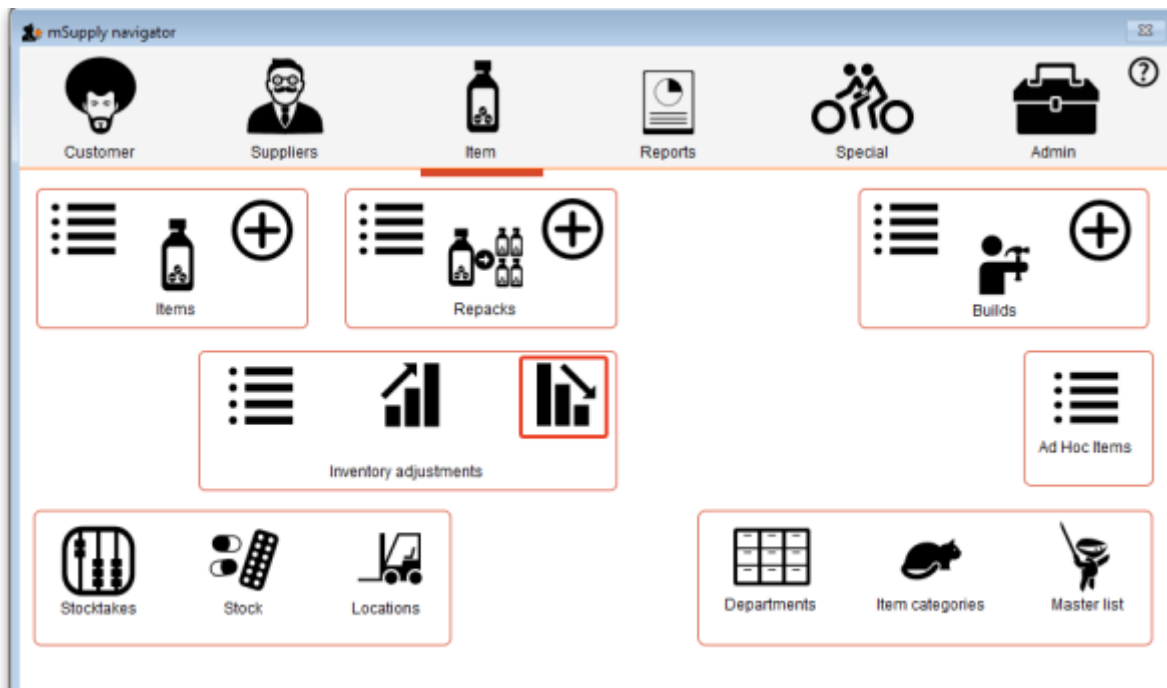 mSupply navigator
Customer
Suppliers
Item
Reports
Special
Admin
?
Items
Repacks
Builds
Inventory adjustments
Ad Hoc Items
Stocktakes
Stock
Locations
Departments
Item categories
Master list